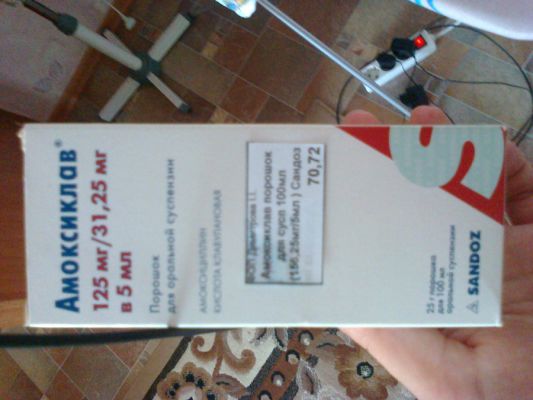 Амоксиклав®
125 мг/31,25 мг
в 5 мл
Порошок
для оральной суспензии
АМОКСИЦИЛЛИН
КИСЛОТА КЛАВУЛАНОВАЯ
Амоксиклав порошок
для сусп 100мл
(156,25мг/5мл ) Сандоз
70,72
25 г порошка
для 100 мл
оральной суспензии
SANDOZ